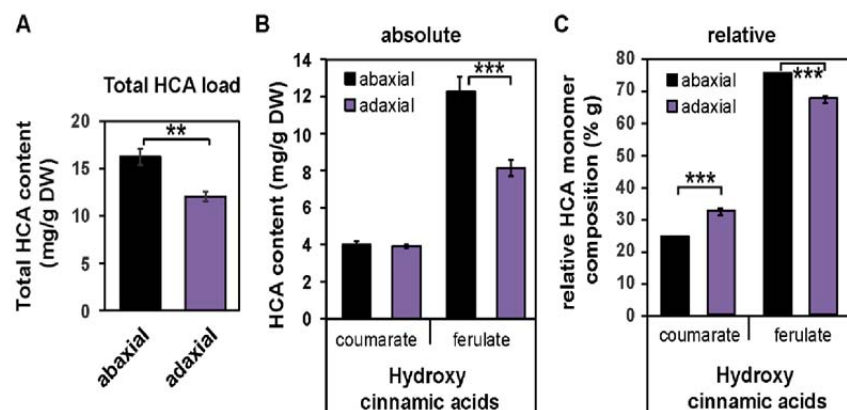 A
Total HCA load
Total HCA content
(mg/g DW)
20
15
10
5
0
**
abaxial
adaxial
B
absolute
HCA content (mg/g DW)
14
12
10
8
6
4
2
0
abaxial
adaxial
***
coumarate
ferulate
Hydroxy
cinnamic acids
C
relative
relative HCA monomer
composition (% g)
80
70
60
50
40
30
20
10
0
abaxial
adaxial
***
***
coumarate
ferulate
Hydroxy
cinnamic acids